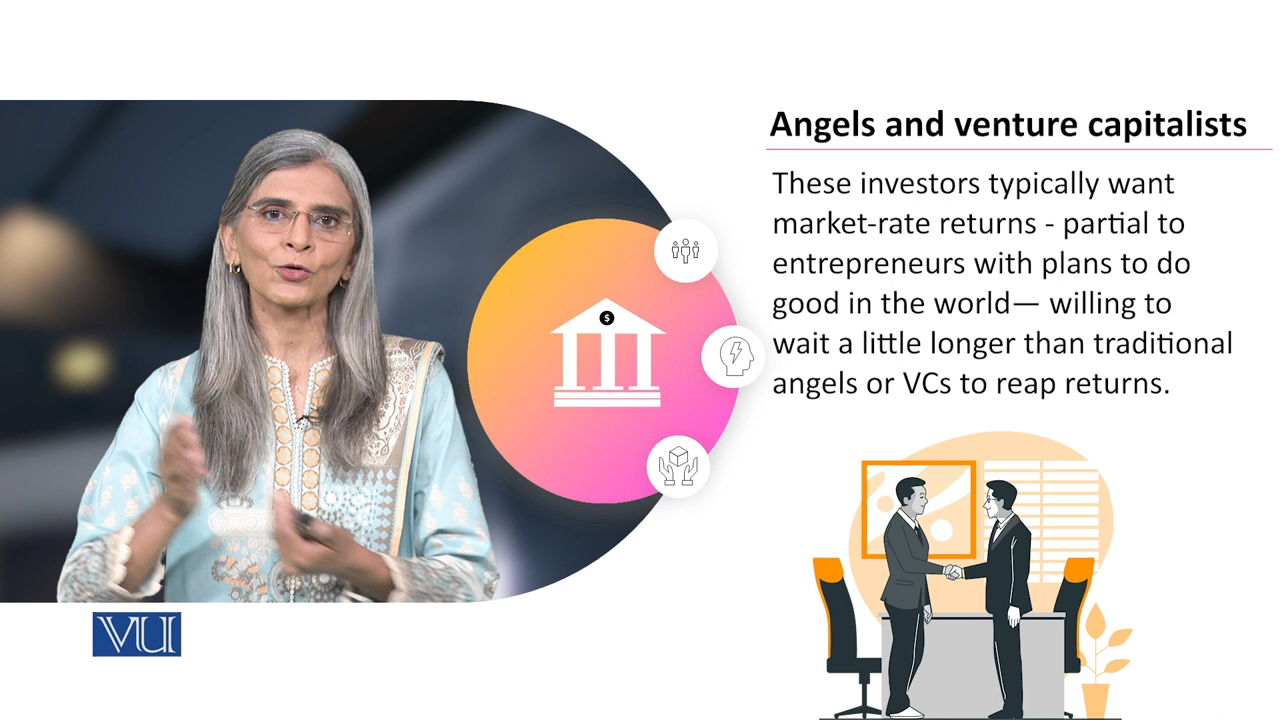 Angels and venture capitalists
These investors typically want
market-rate returns - partial to
entrepreneurs with plans to do
good in the world— willing to
wait a little longer than traditional
angels or VCs to reap returns.
$
VU